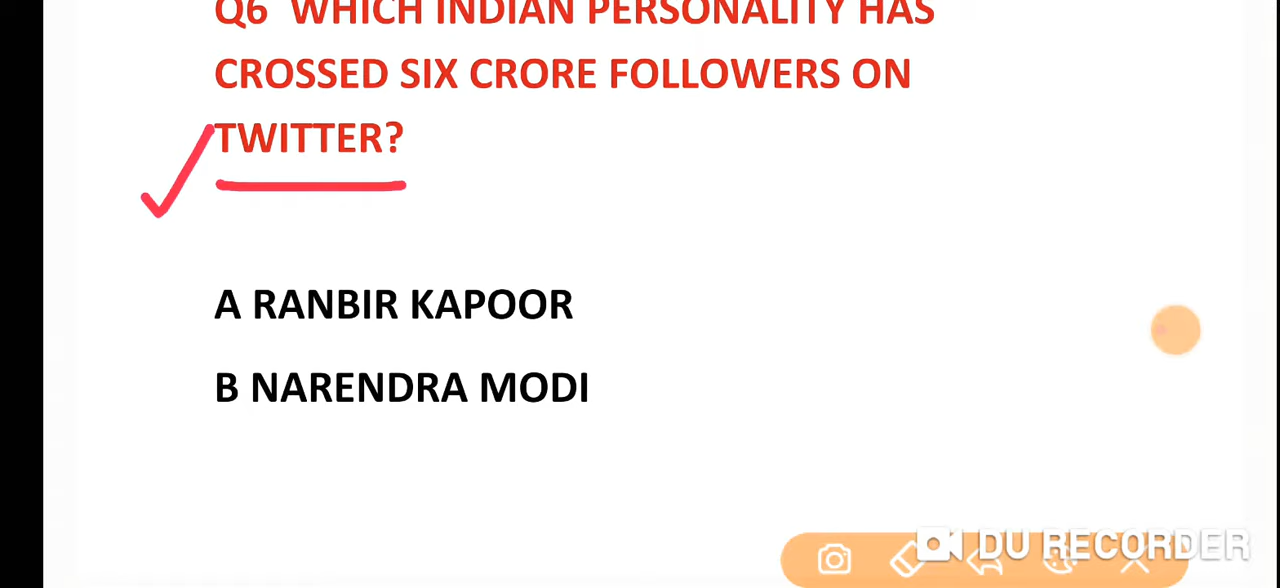 Q6 WHICH INDIAN PERSONALITY HAS
CROSSED SIX CRORE FOLLOWERS ON
TWITTER?
A RANBIR KAPOOR
B NARENDRA MODI
DU RECORDER